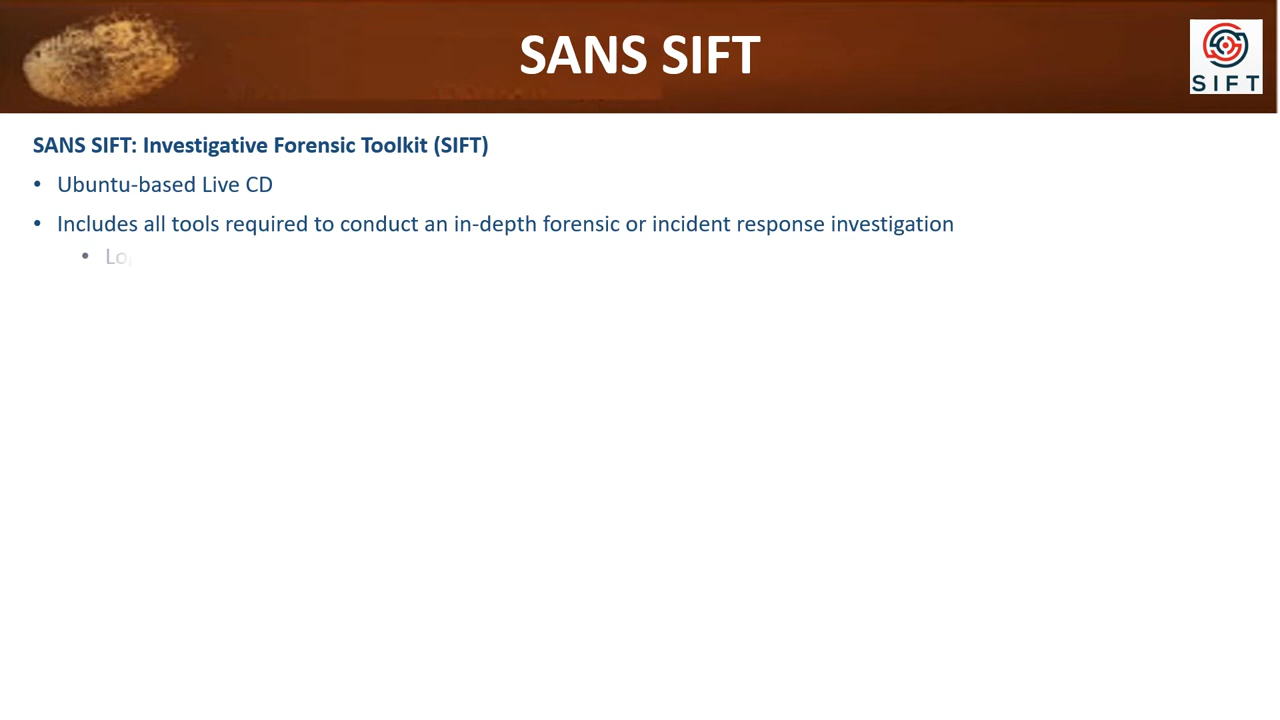 SANS SIFT
SIFT
SANS SIFT: Investigative Forensic Toolkit (SIFT)
• Ubuntu-based Live CD
• Includes all tools required to conduct an in-depth forensic or incident response investigation